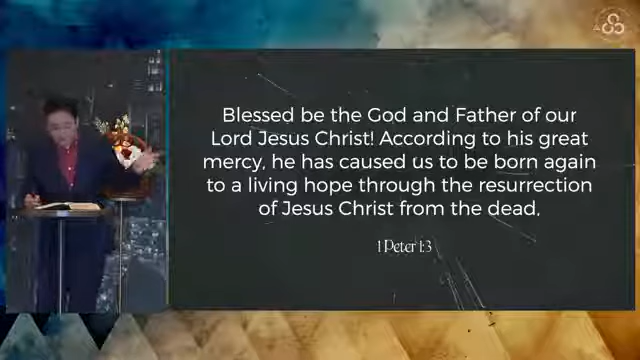 Blessed be the God and Father of our
Lord Jesus Christ! According to his great
mercy, he has caused us to be born again
to a living hope through the resurrection
of Jesus Christ from the dead,
1 Peter 1:3